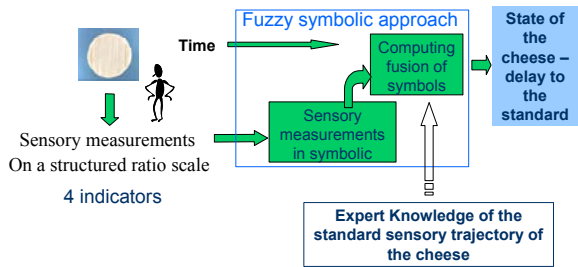 Fuzzy symbolic approach
Time
Computing
fusion of
symbols
State of
the
cheese –
delay to
the
standard
Sensory
measurements
in symbolic
Sensory measurements
On a structured ratio scale
4 indicators
Expert Knowledge of the
standard sensory trajectory of
the cheese